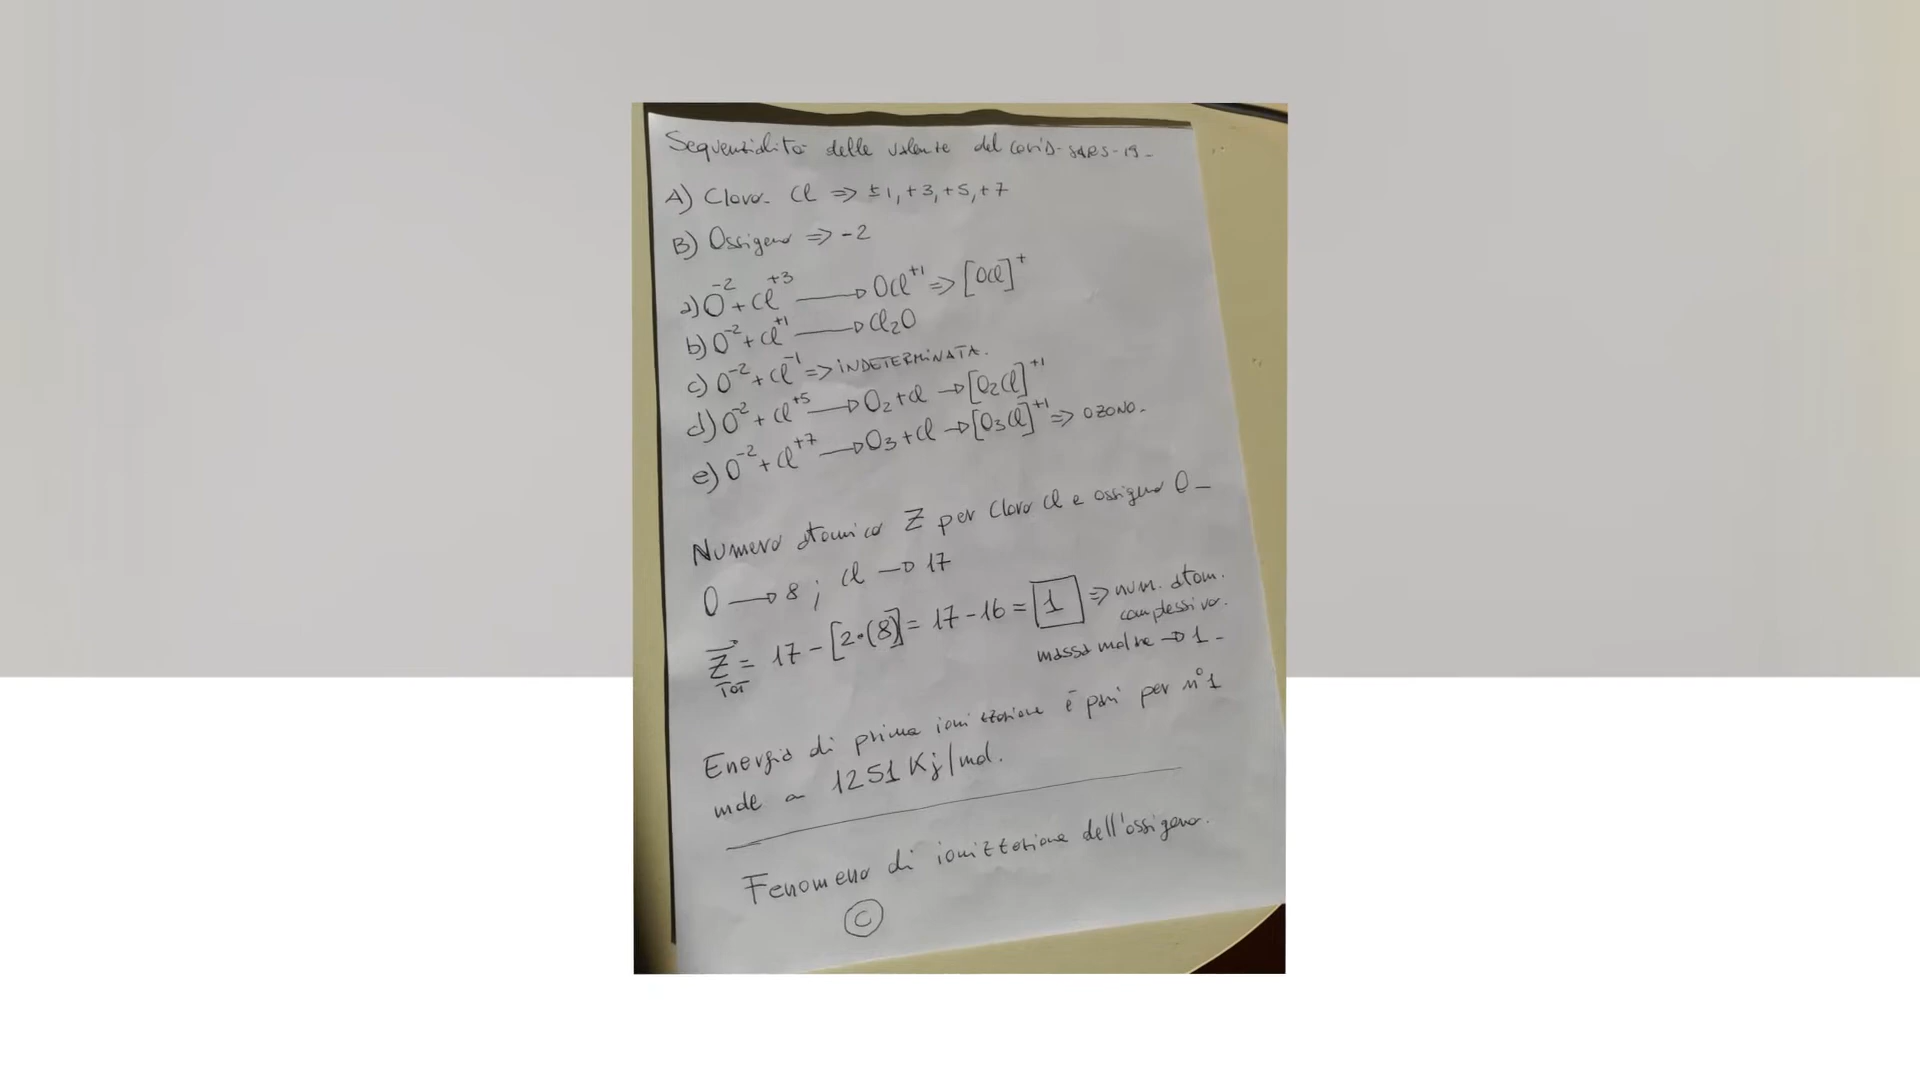 Sequenzialità delle valenze del COVID-SARS-19-
A) Cloro. Cl ⇒ ±1, +3, +5, +7
B) Ossigeno ⇒ -2
a) O⁻² + Cl⁺³ → OCl⁺¹ ⇒ [OCl]⁺
b) O⁻² + Cl⁺¹ → Cl₂O
c) O⁻² + Cl⁻¹ ⇒ INDETERMINATA.
d) O⁻² + Cl⁺⁵ → O₂ + Cl → [O₂Cl]⁺¹
e) O⁻² + Cl⁺⁷ → O₃ + Cl → [O₃Cl]⁺¹ ⇒ OZONO.
Numero atomico Z per Cloro Cl e ossigeno O-
O → 8 ; Cl → 17
Z TOT = 17 - [2·(8)] = 17 - 16 = 1 ⇒ num. atom.
complessivo.
massa molare → 1-
Energia di prima ionizzazione è pari per n°1
mole a 1251 Kj/mol.
Fenomeno di ionizzazione dell'ossigeno.
©